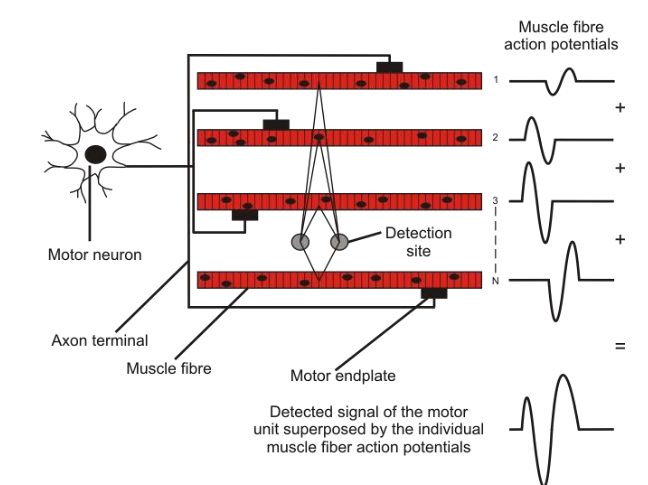 Muscle fibre
action potentials
1
+
2
+
3
+
N
=
Motor neuron
Detection
site
Axon terminal
Muscle fibre
Motor endplate
Detected signal of the motor
unit superposed by the individual
muscle fiber action potentials